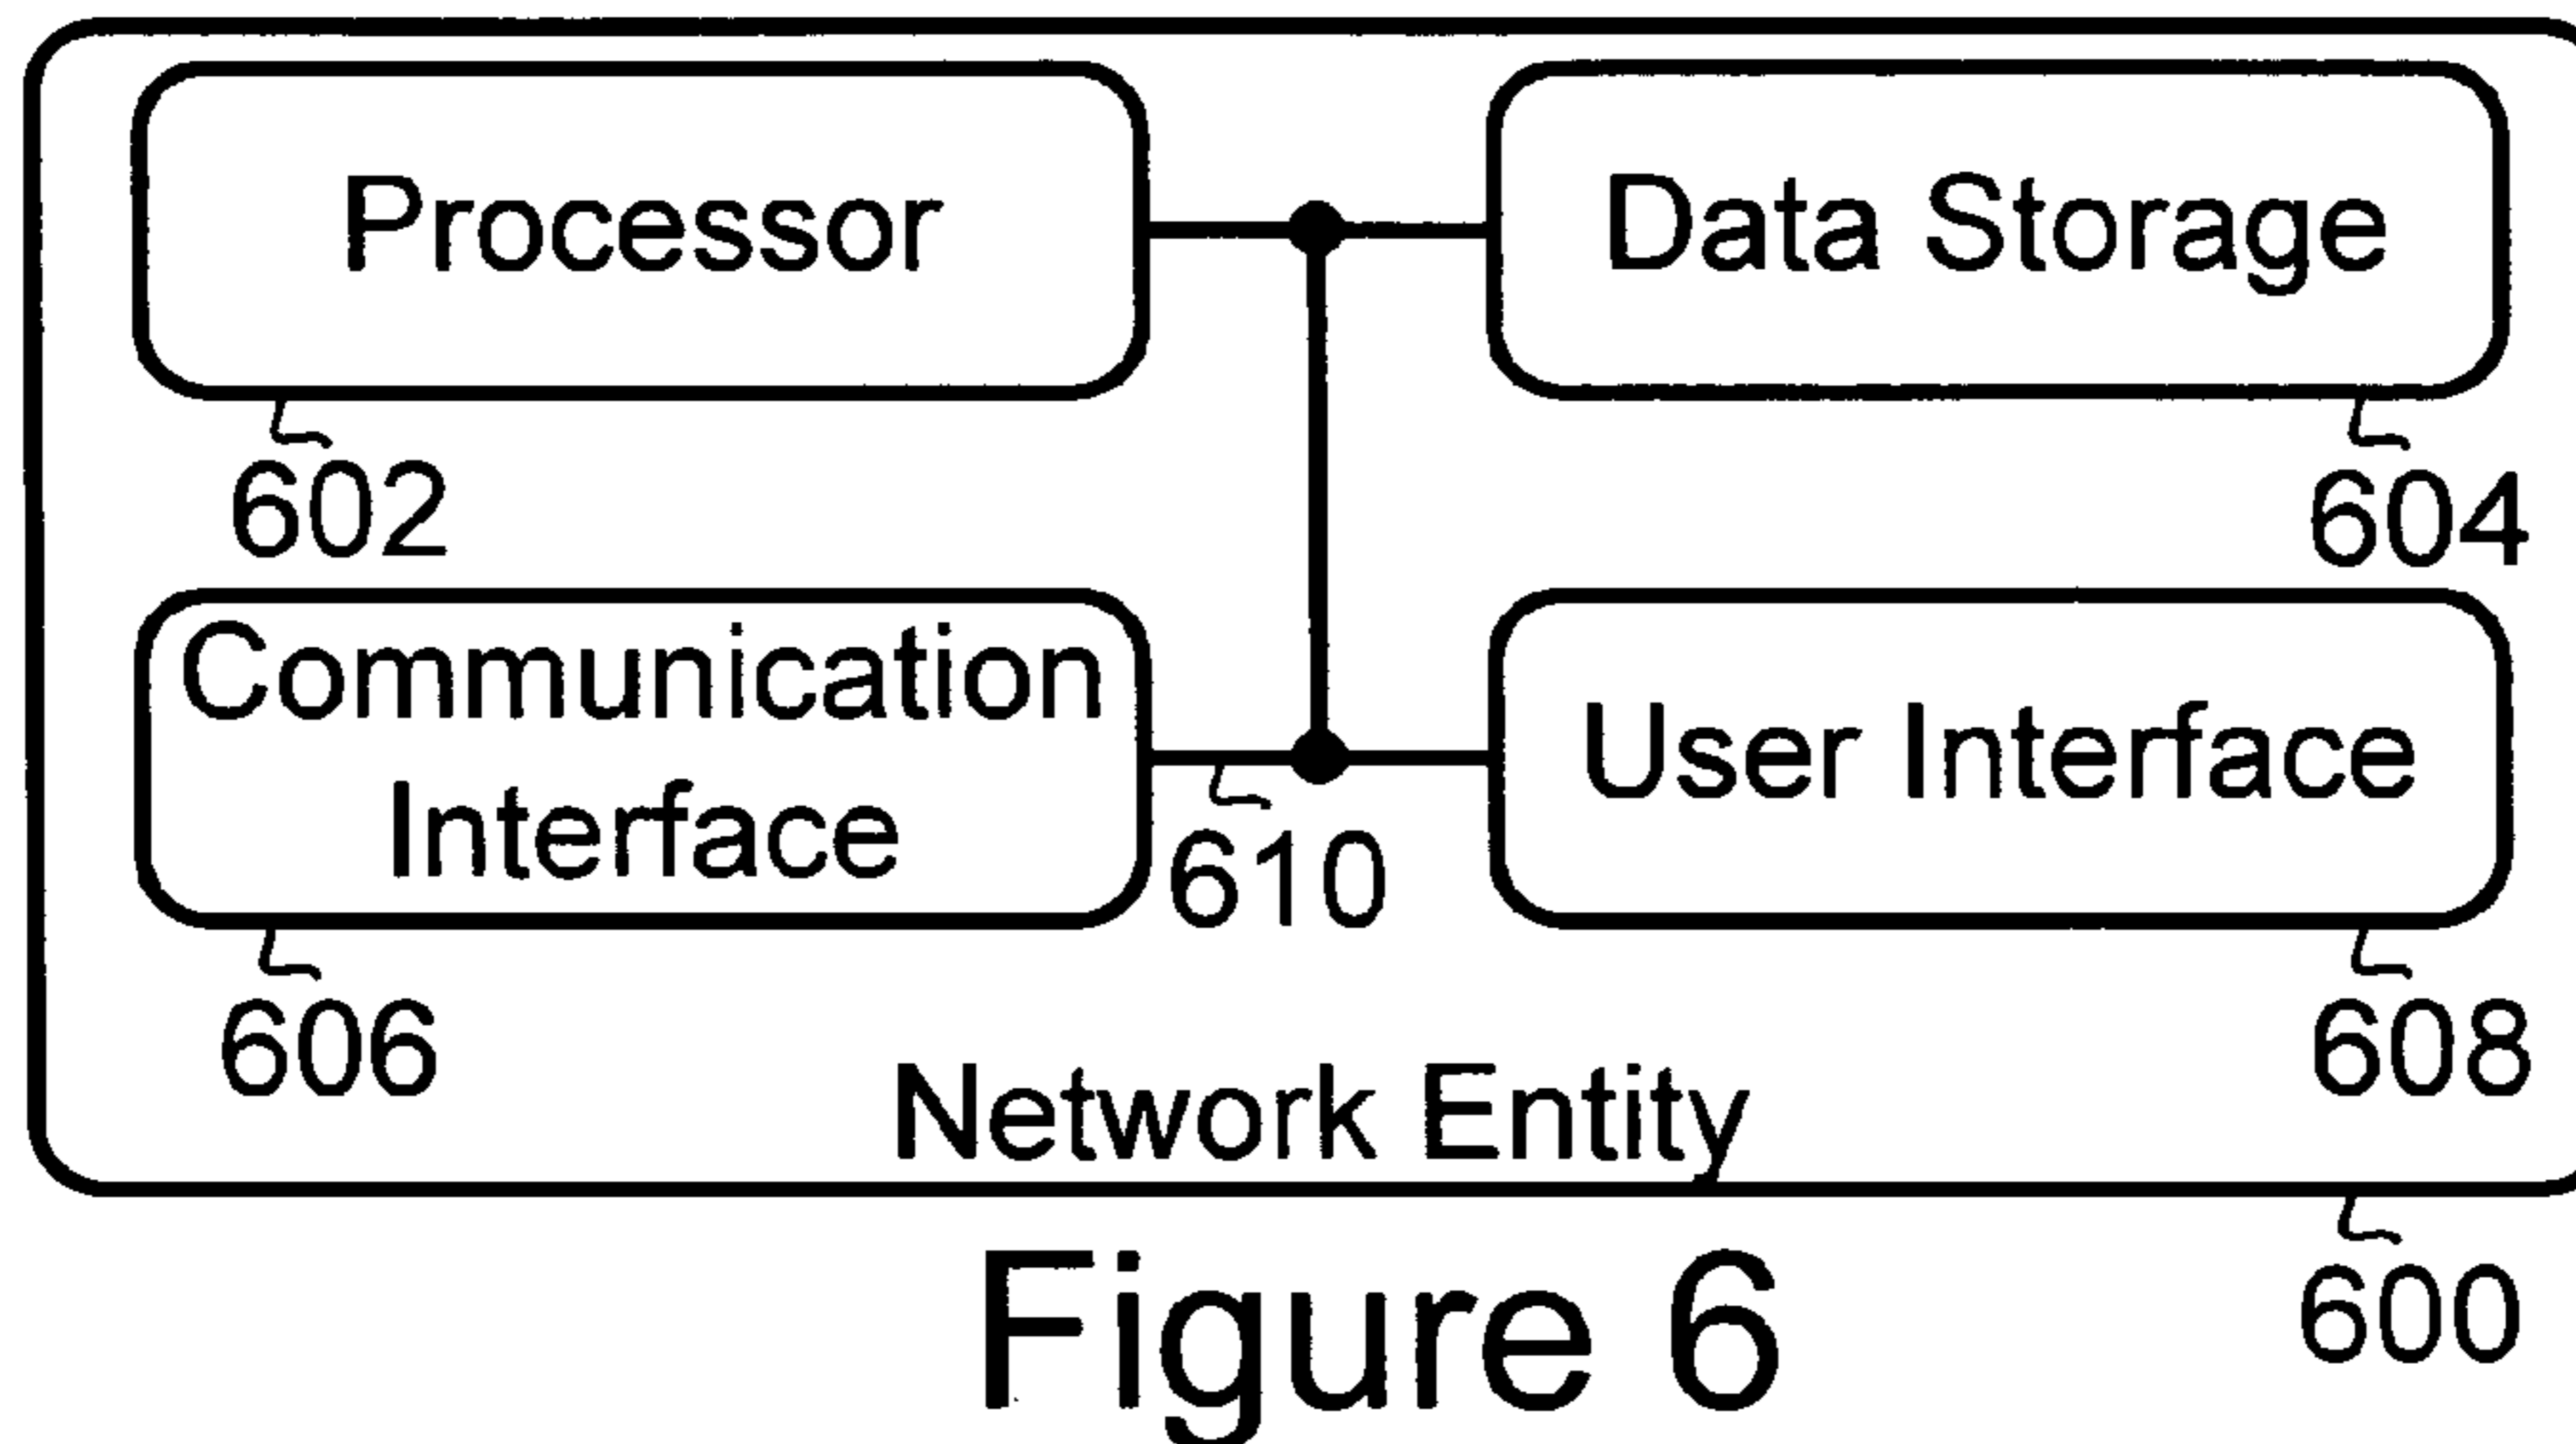 Processor
Data Storage
602
604
Communication
Interface
User Interface
610
606
608
Network Entity
600
Figure 6